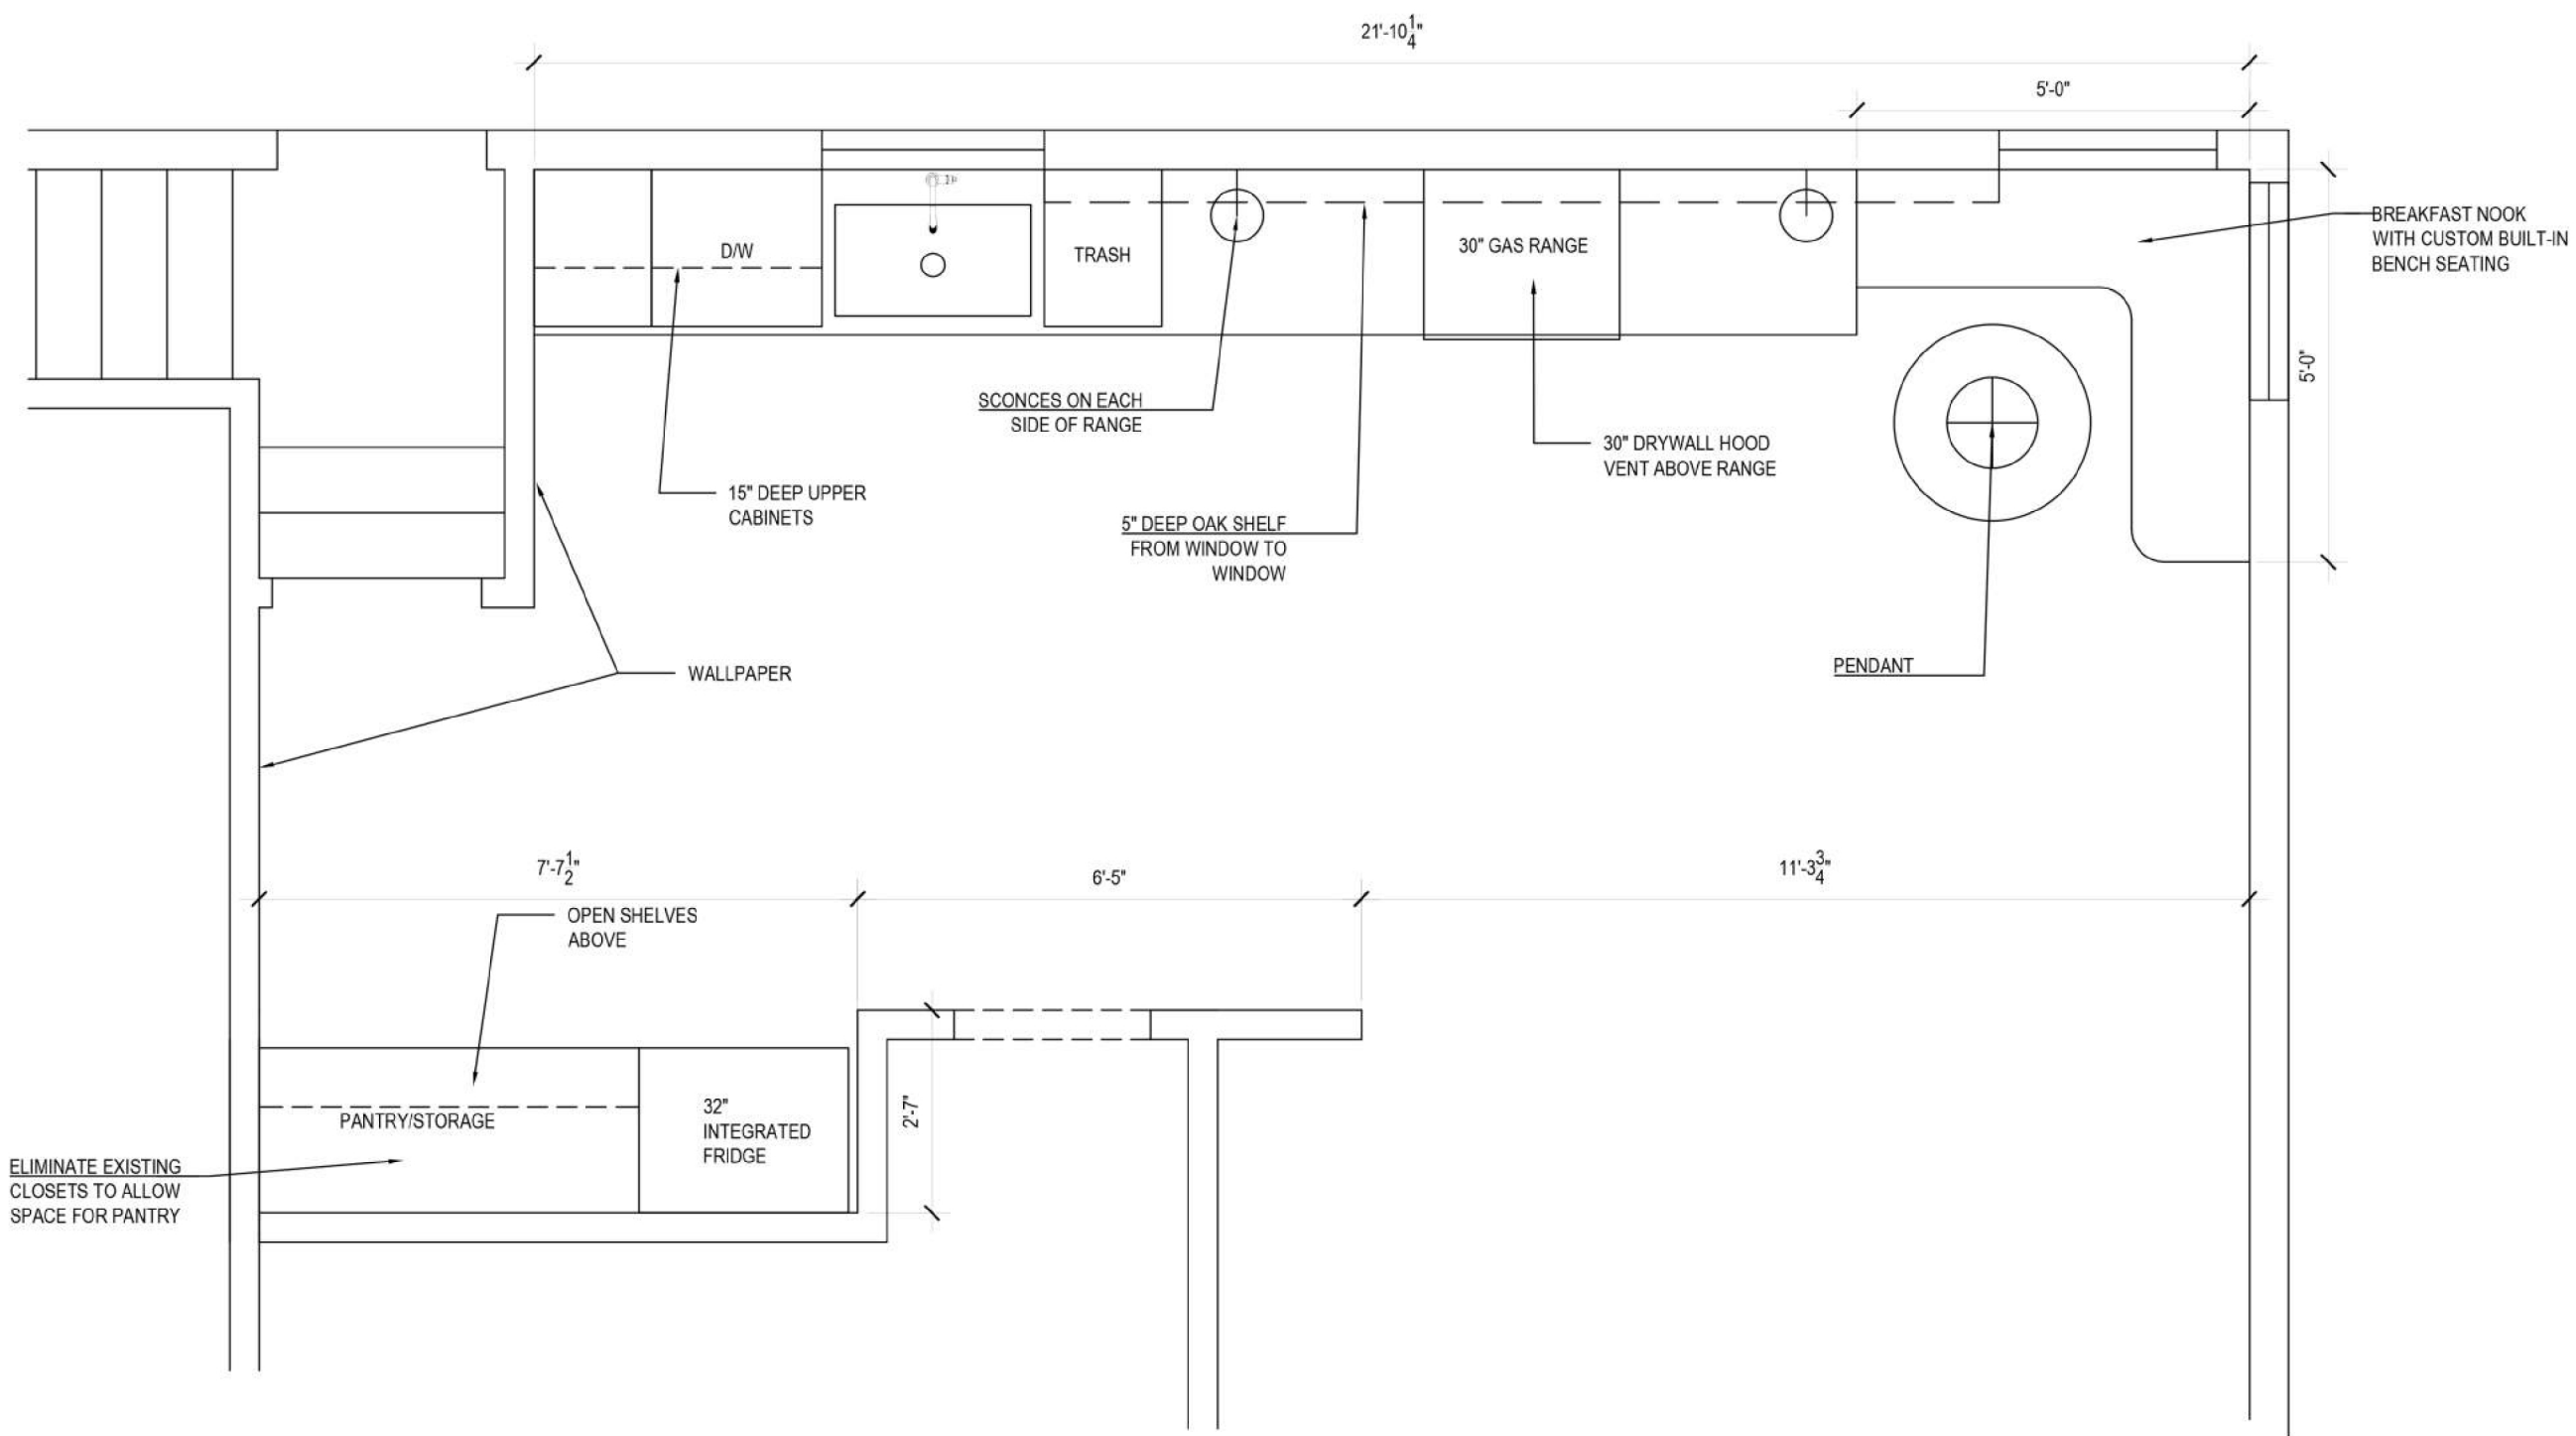 21'-10 1/4"
5'-0"
BREAKFAST NOOK
WITH CUSTOM BUILT-IN
BENCH SEATING
D/W
TRASH
30" GAS RANGE
5'-0"
SCONCES ON EACH
SIDE OF RANGE
30" DRYWALL HOOD
VENT ABOVE RANGE
15" DEEP UPPER
CABINETS
5" DEEP OAK SHELF
FROM WINDOW TO
WINDOW
WALLPAPER
PENDANT
7'-7 1/2"
6'-5"
11'-3 3/4"
OPEN SHELVES
ABOVE
PANTRY/STORAGE
32"
INTEGRATED
FRIDGE
2'-7"
ELIMINATE EXISTING
CLOSETS TO ALLOW
SPACE FOR PANTRY